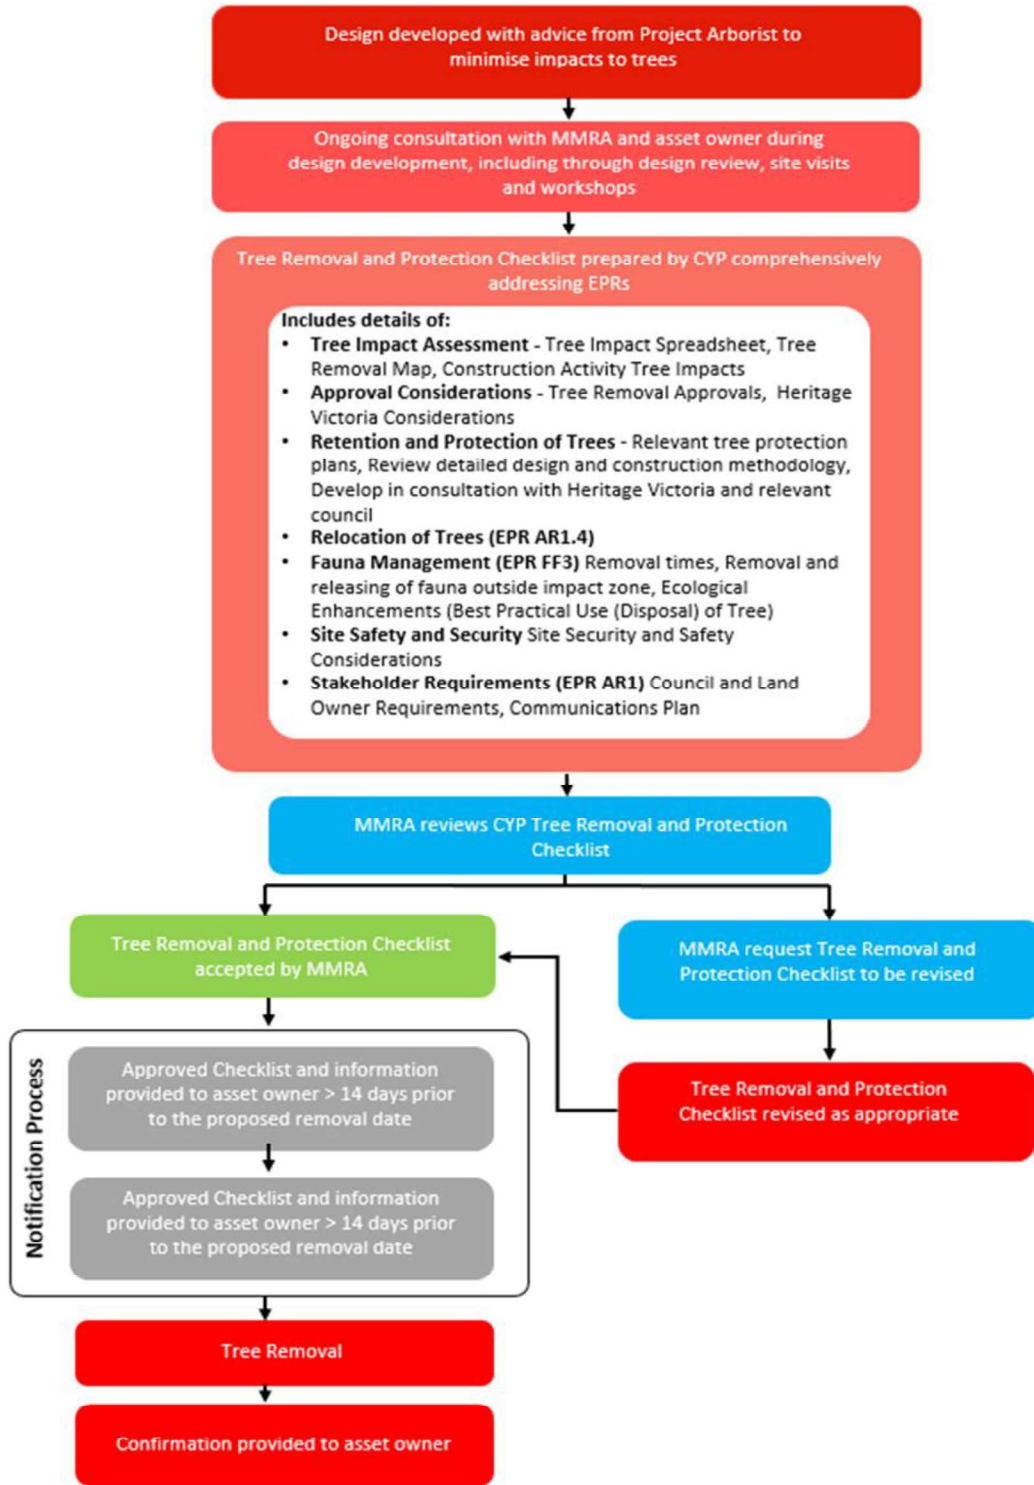 Design developed with advice from Project Arborist to
minimise impacts to trees
Ongoing consultation with MMRA and asset owner during
design development, including through design review, site visits
and workshops
Tree Removal and Protection Checklist prepared by CYP comprehensively
addressing EPRs
Includes details of:
• Tree Impact Assessment - Tree Impact Spreadsheet, Tree
Removal Map, Construction Activity Tree Impacts
• Approval Considerations - Tree Removal Approvals, Heritage
Victoria Considerations
• Retention and Protection of Trees - Relevant tree protection
plans, Review detailed design and construction methodology,
Develop in consultation with Heritage Victoria and relevant
council
• Relocation of Trees (EPR AR1.4)
• Fauna Management (EPR FF3) Removal times, Removal and
releasing of fauna outside impact zone, Ecological
Enhancements (Best Practical Use (Disposal) of Tree)
• Site Safety and Security Site Security and Safety
Considerations
• Stakeholder Requirements (EPR AR1) Council and Land
Owner Requirements, Communications Plan
MMRA reviews CYP Tree Removal and Protection
Checklist
Tree Removal and Protection Checklist
accepted by MMRA
MMRA request Tree Removal and
Protection Checklist to be revised
Tree Removal and Protection
Checklist revised as appropriate
Notification Process
Approved Checklist and information
provided to asset owner > 14 days prior
to the proposed removal date
Approved Checklist and information
provided to asset owner > 14 days prior
to the proposed removal date
Tree Removal
Confirmation provided to asset owner